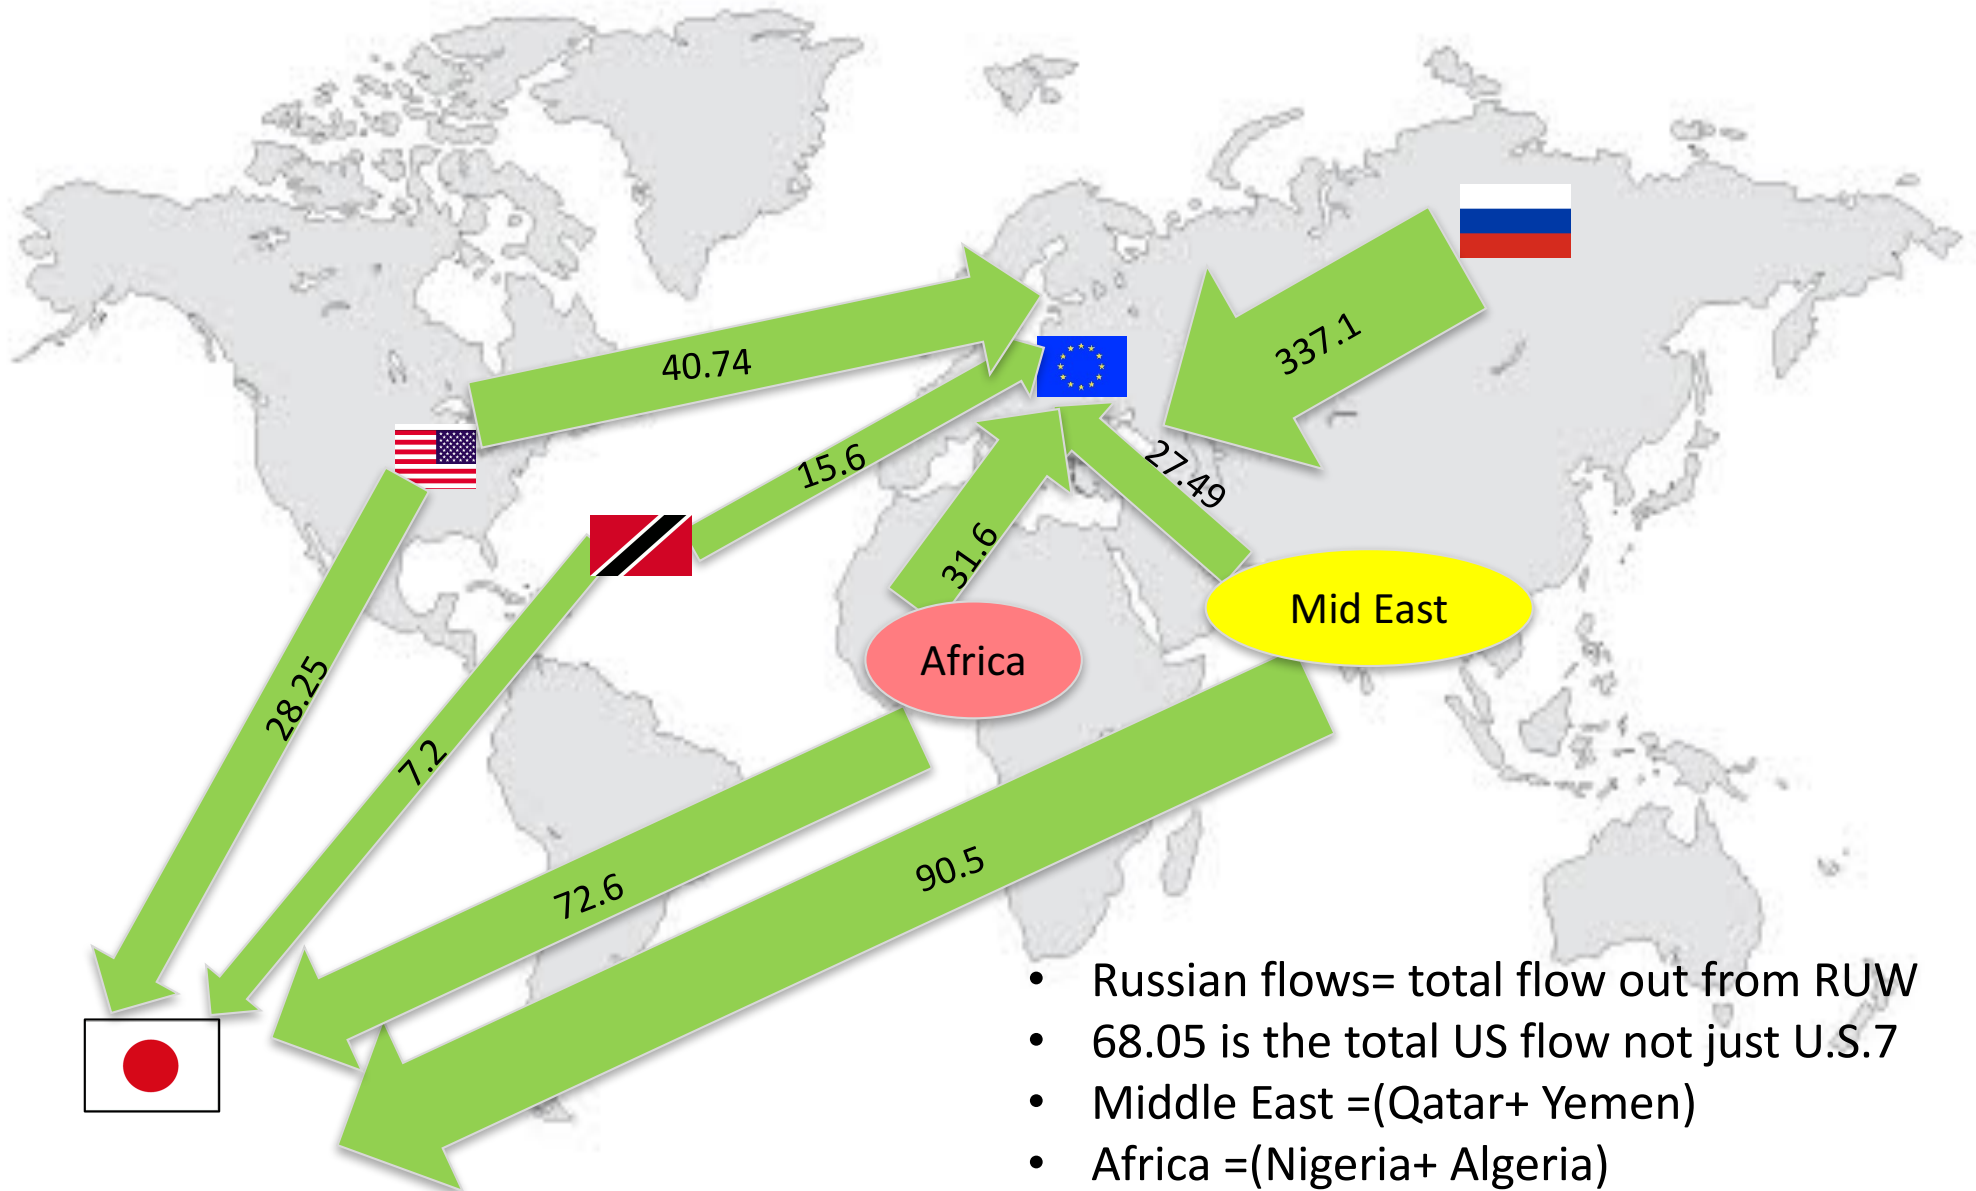 337.1
40.74
15.6
27.49
31.6
Mid East
Africa
28.25
7.2
90.5
72.6
• Russian flows= total flow out from RUW
• 68.05 is the total US flow not just U.S.7
• Middle East =(Qatar+ Yemen)
• Africa =(Nigeria+ Algeria)